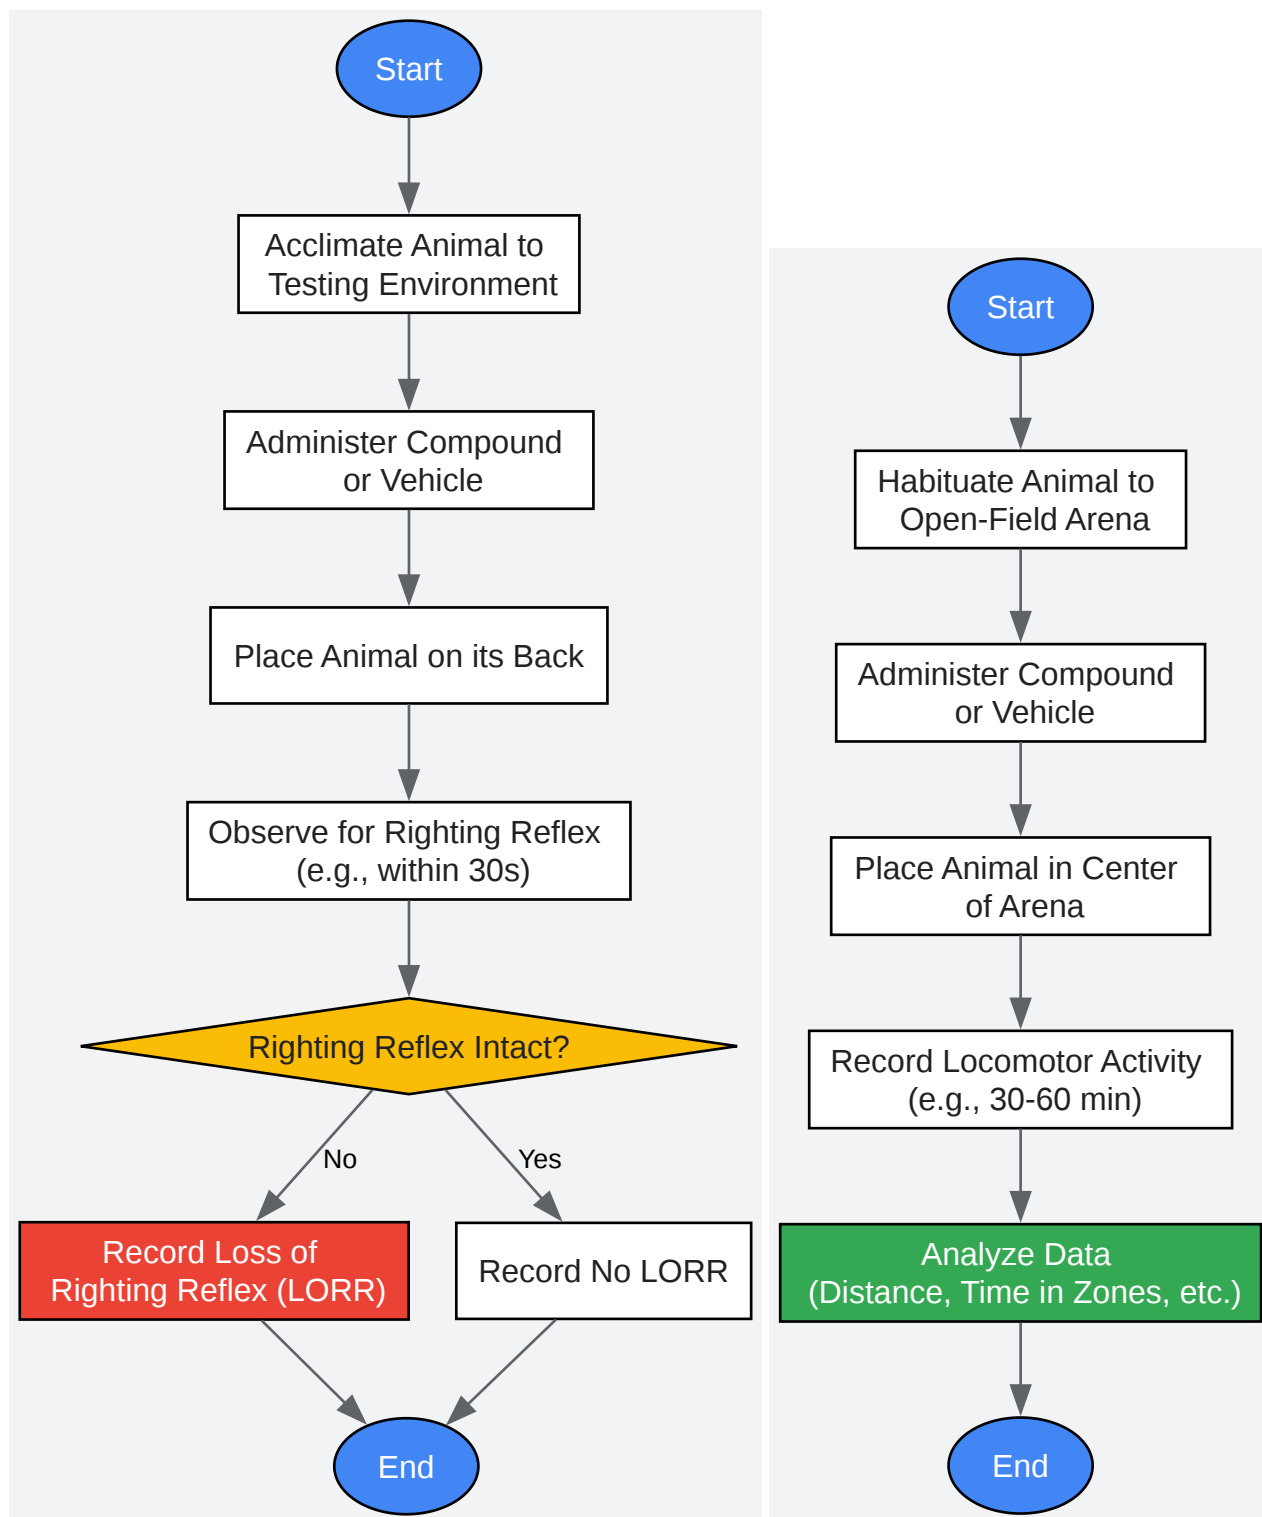 Start
Acclimate Animal to
Testing Environment
Administer Compound
or Vehicle
Place Animal on its Back
Observe for Righting Reflex
(e.g., within 30s)
Righting Reflex Intact?
No
Yes
Record Loss of
Righting Reflex (LORR)
Record No LORR
End
Start
Habituate Animal to
Open-Field Arena
Administer Compound
or Vehicle
Place Animal in Center
of Arena
Record Locomotor Activity
(e.g., 30-60 min)
Analyze Data
(Distance, Time in Zones, etc.)
End